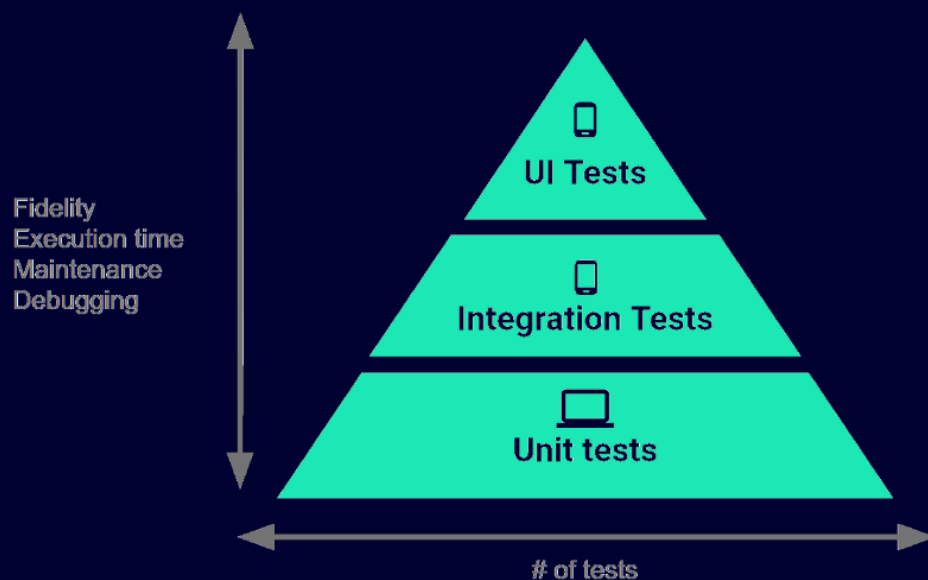 Fidelity
Execution time
Maintenance
Debugging
UI Tests
Integration Tests
Unit tests
# of tests